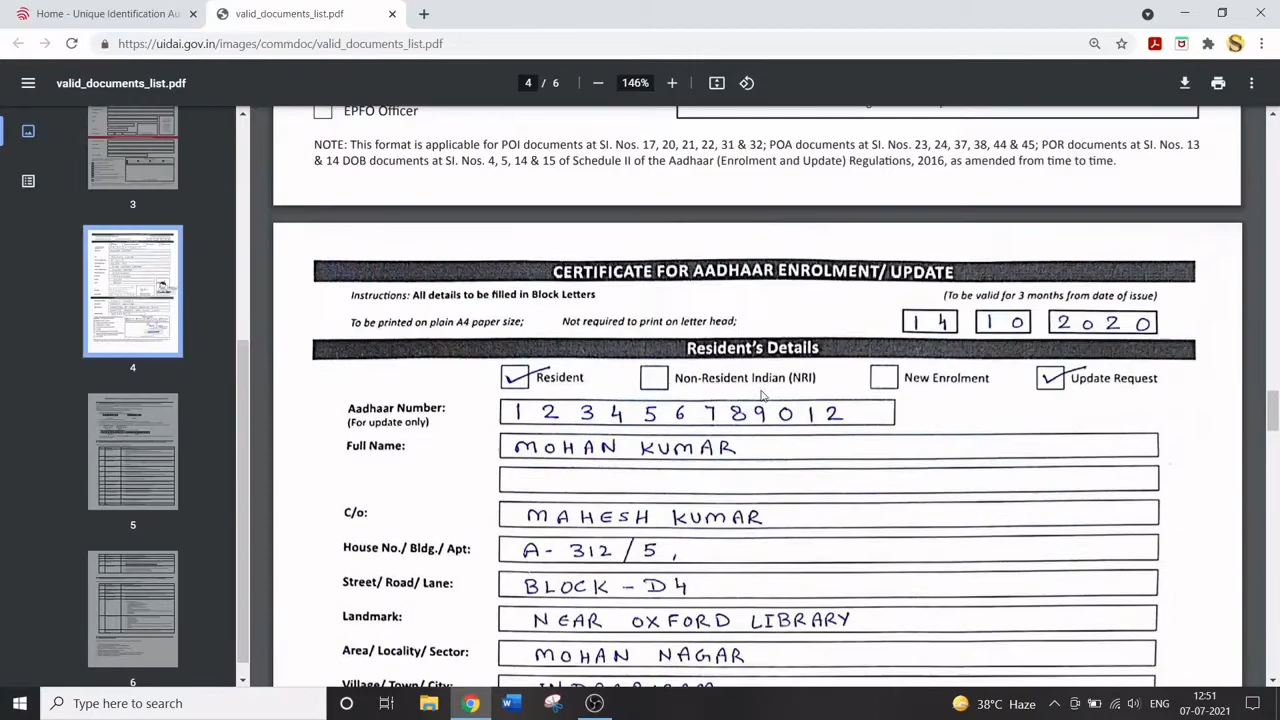 Home - Unique Identification Au
valid_documents_list.pdf
https://uidai.gov.in/images/commdoc/valid_documents_list.pdf
valid_documents_list.pdf
4 / 6
146%
EPFO Officer
NOTE: This format is applicable for POI documents at SI. Nos. 17, 20, 21, 22, 31 & 32; POA documents at SI. Nos. 23, 24, 37, 38, 44 & 45; POR documents at SI. Nos. 13
& 14 DOB documents at SI. Nos. 4, 5, 14 & 15 of Schedule II of the Aadhaar (Enrolment and Update) Regulations, 2016, as amended from time to time.
3
4
5
6
CERTIFICATE FOR AADHAAR ENROLMENT/ UPDATE
Instructions: All details to be filled in Block Letters
(To be valid for 3 months from date of issue)
To be printed on plain A4 paper size; Not required to print on letter head;
14 10 2020
Resident's Details
Resident
Non-Resident Indian (NRI)
New Enrolment
Update Request
Aadhaar Number: 1 2 3 4 5 6 7 8 9 0 2
(For update only)
Full Name: MOHAN KUMAR
C/o: MAHESH KUMAR
House No./ Bldg./ Apt: A- 312 / 5 ,
Street/ Road/ Lane: BLOCK - D4
Landmark: NEAR OXFORD LIBRARY
Area/ Locality/ Sector: MOHAN NAGAR
Village/ Town/ City:
Type here to search
38°C Haze
ENG
12:51
07-07-2021